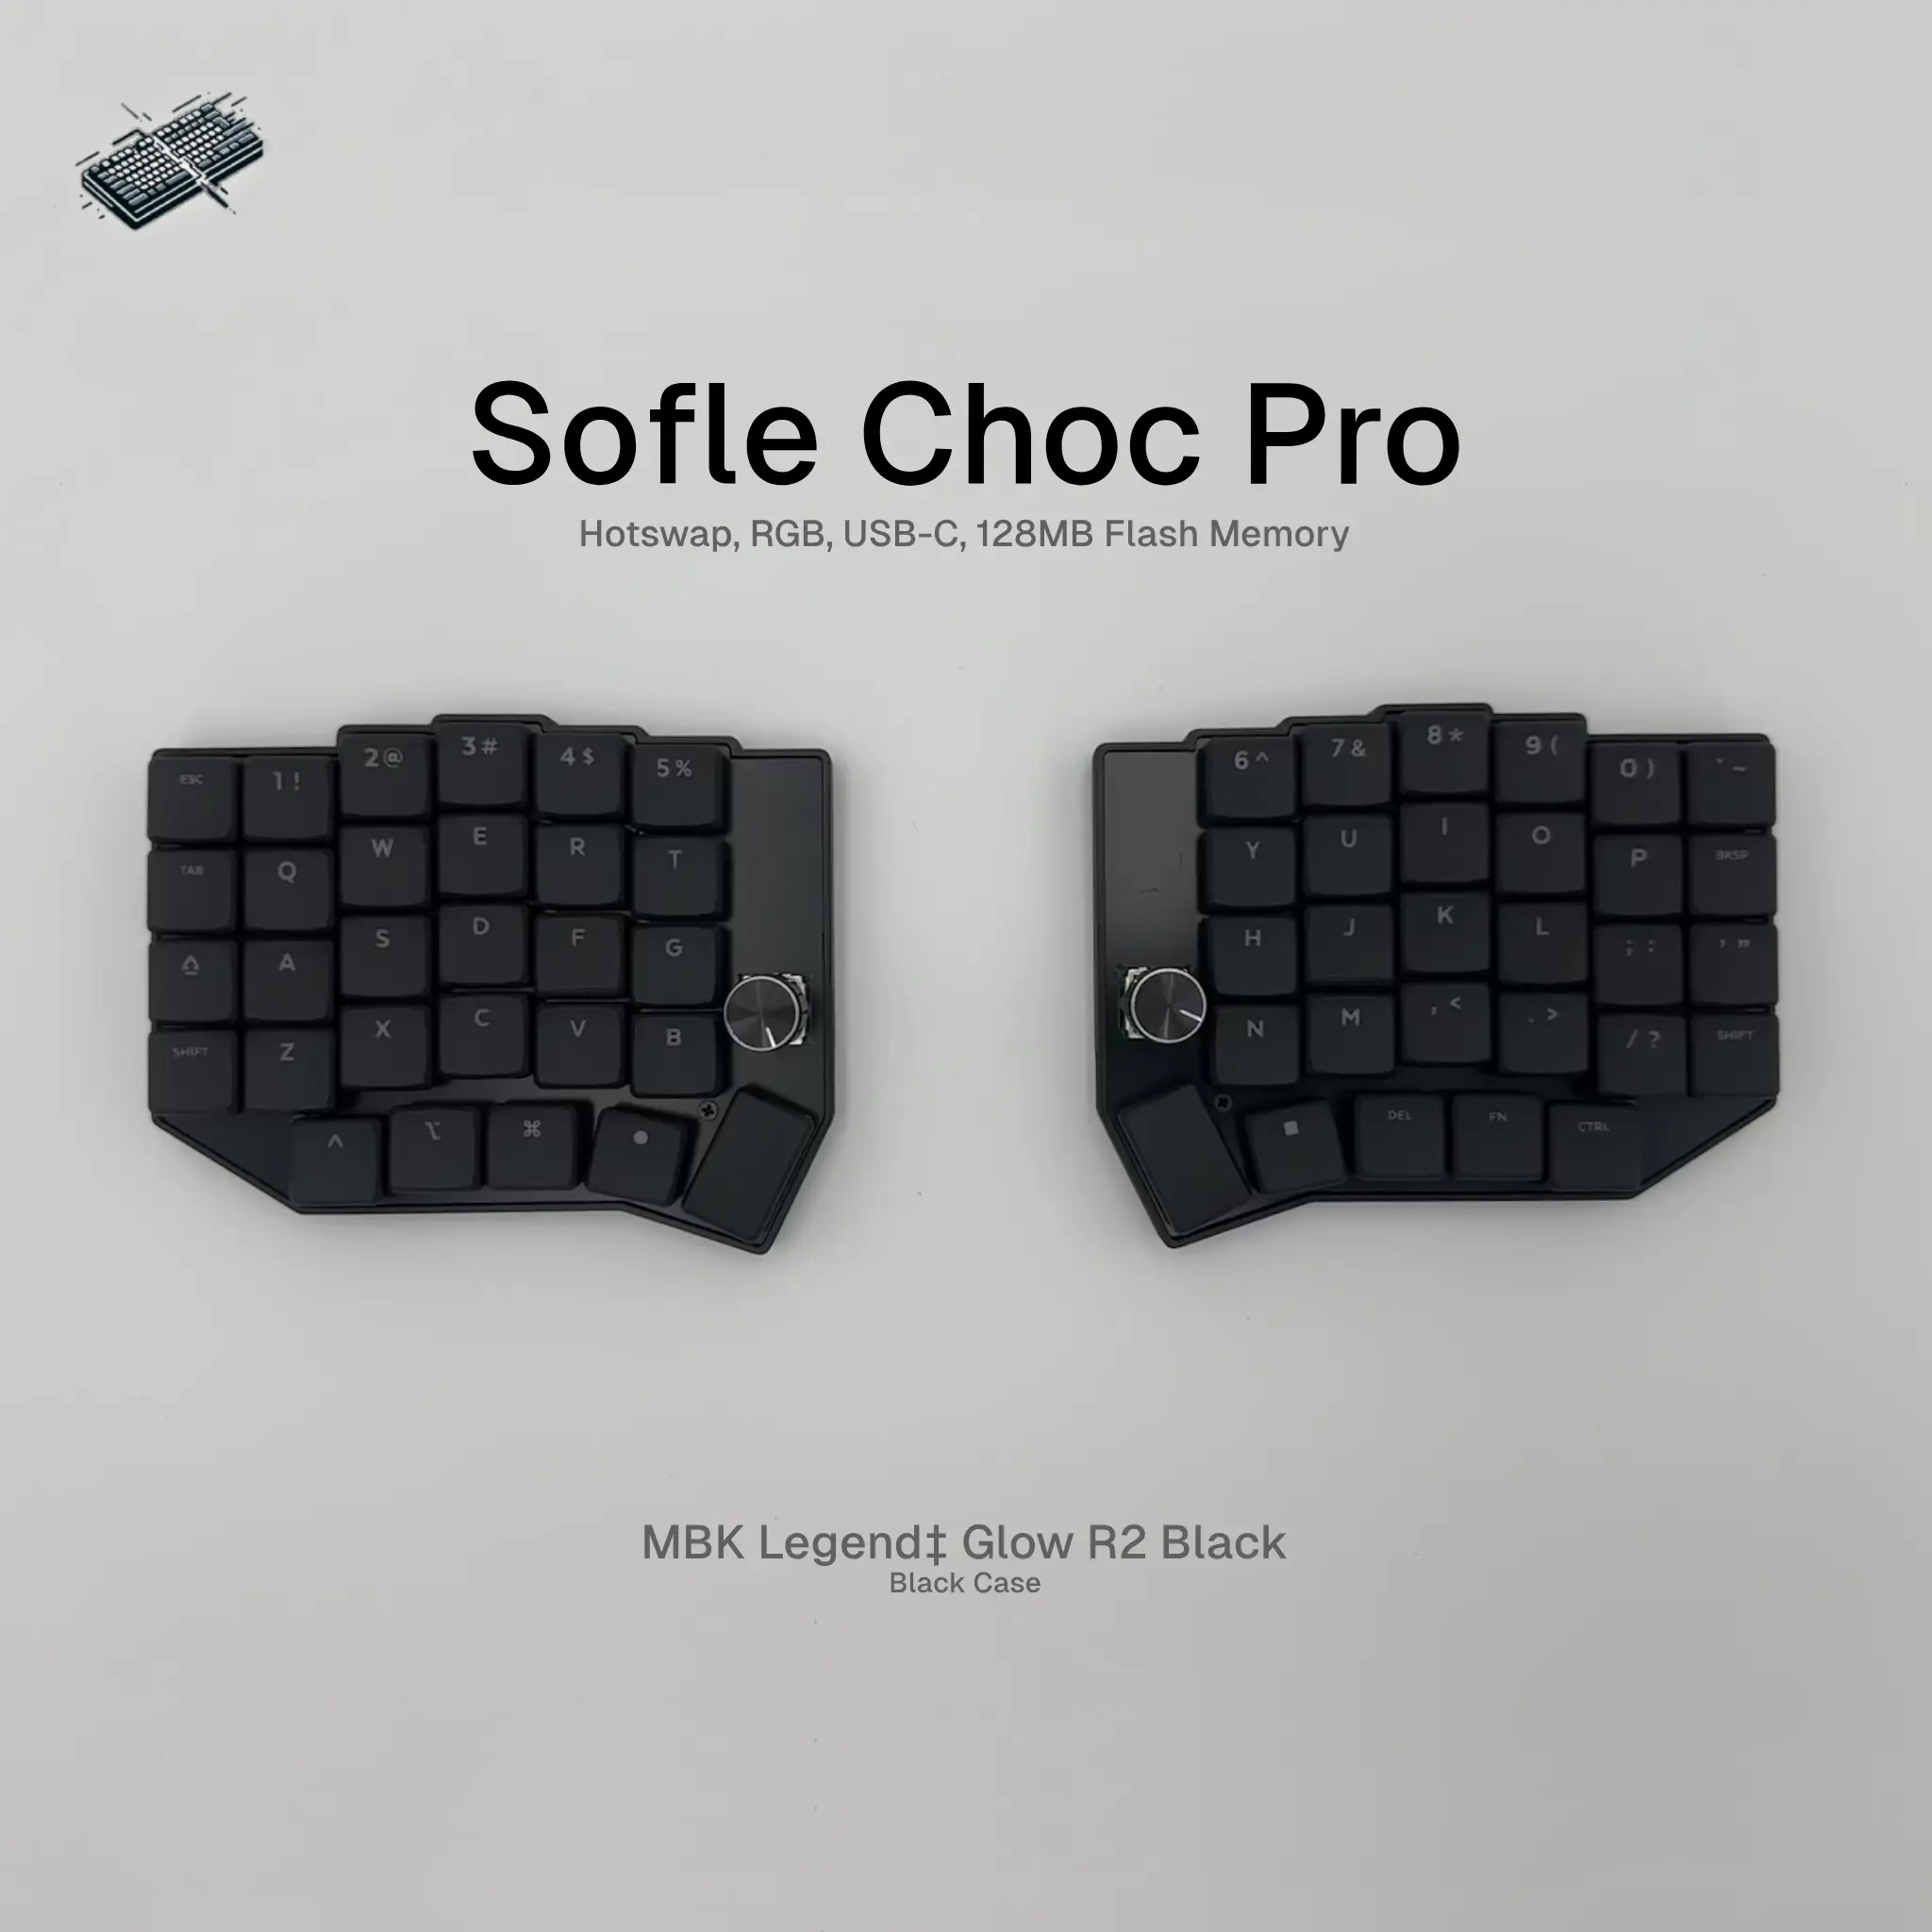 Sofle Choc Pro
Hotswap, RGB, USB-C, 128MB Flash Memory
ESC 1 ! 2 @ 3 # 4 $ 5 %
TAB Q W E R T
A S D F G
SHIFT Z X C V B
^ ⌥ ⌘ ●
6 ^ 7 & 8 * 9 ( 0 ) ` ~
Y U I O P BKSP
H J K L ; : ' "
N M , < . > / ? SHIFT
■ DEL FN CTRL
MBK Legend‡ Glow R2 Black
Black Case